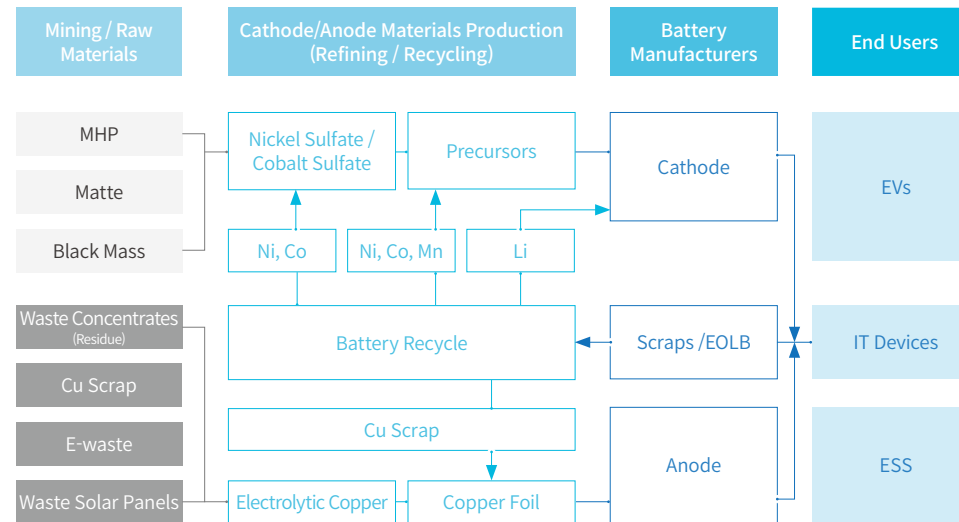 Mining / Raw
Materials
Cathode/Anode Materials Production
(Refining / Recycling)
Battery
Manufacturers
End Users
MHP
Matte
Black Mass
Nickel Sulfate /
Cobalt Sulfate
Precursors
Cathode
EVs
Ni, Co
Ni, Co, Mn
Li
Waste Concentrates
(Residue)
Cu Scrap
E-waste
Waste Solar Panels
Battery Recycle
Scraps /EOLB
IT Devices
Cu Scrap
Electrolytic Copper
Copper Foil
Anode
ESS